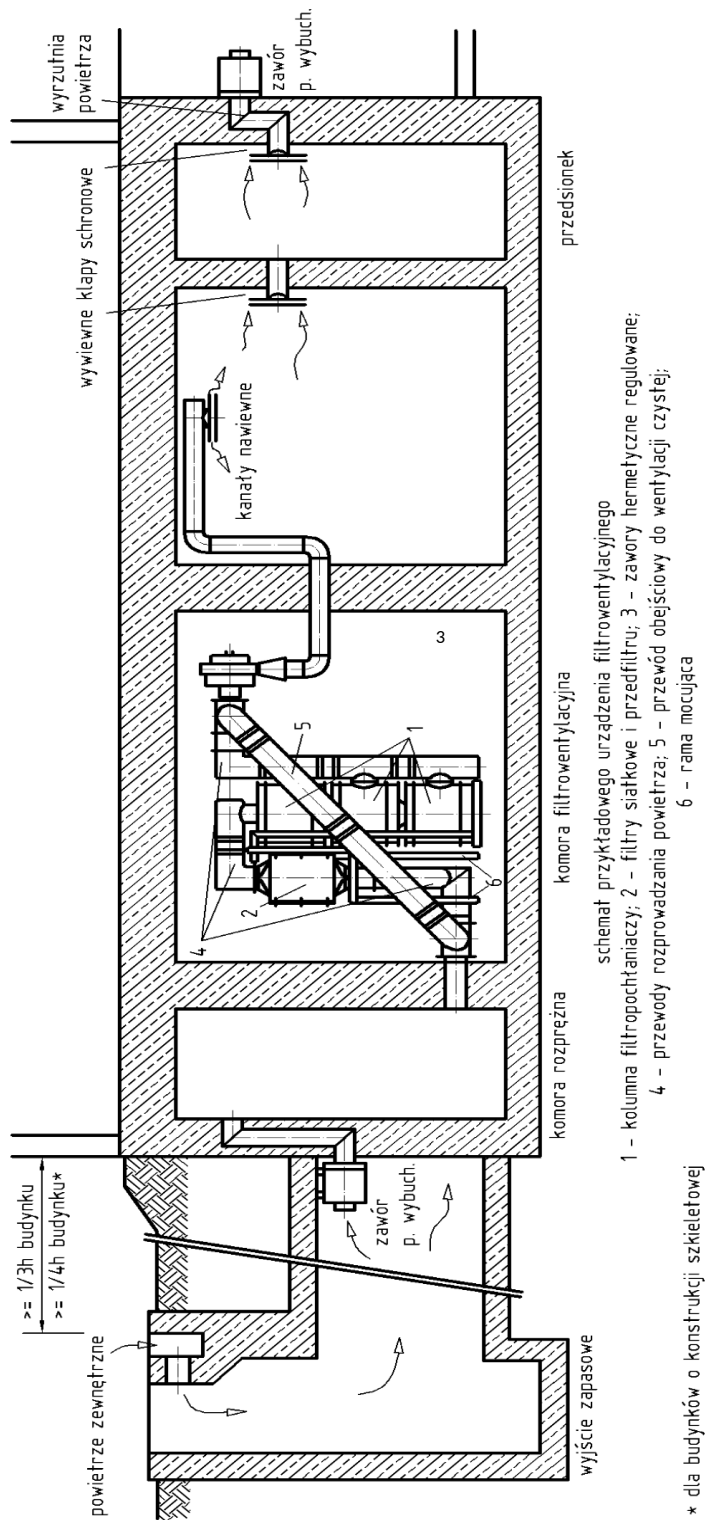 >= 1/3h budynku
>= 1/4h budynku*
powietrze zewnętrzne
wyjście zapasowe
zawór
p. wybuch.
komora rozprężna
komora filtrowentylacyjna
4
2
6
5
1
3
kanały nawiewne
wywiewne klapy schronowe
wyrzutnia
powietrza
zawór
p. wybuch.
przedsionek
schemat przykładowego urządzenia filtrowentylacyjnego
1 - kolumna filtropochłaniaczy; 2 - filtry siatkowe i przedfiltru; 3 - zawory hermetyczne regulowane;
4 - przewody rozprowadzania powietrza; 5 - przewód obejściowy do wentylacji czystej;
6 - rama mocująca
* dla budynków o konstrukcji szkieletowej